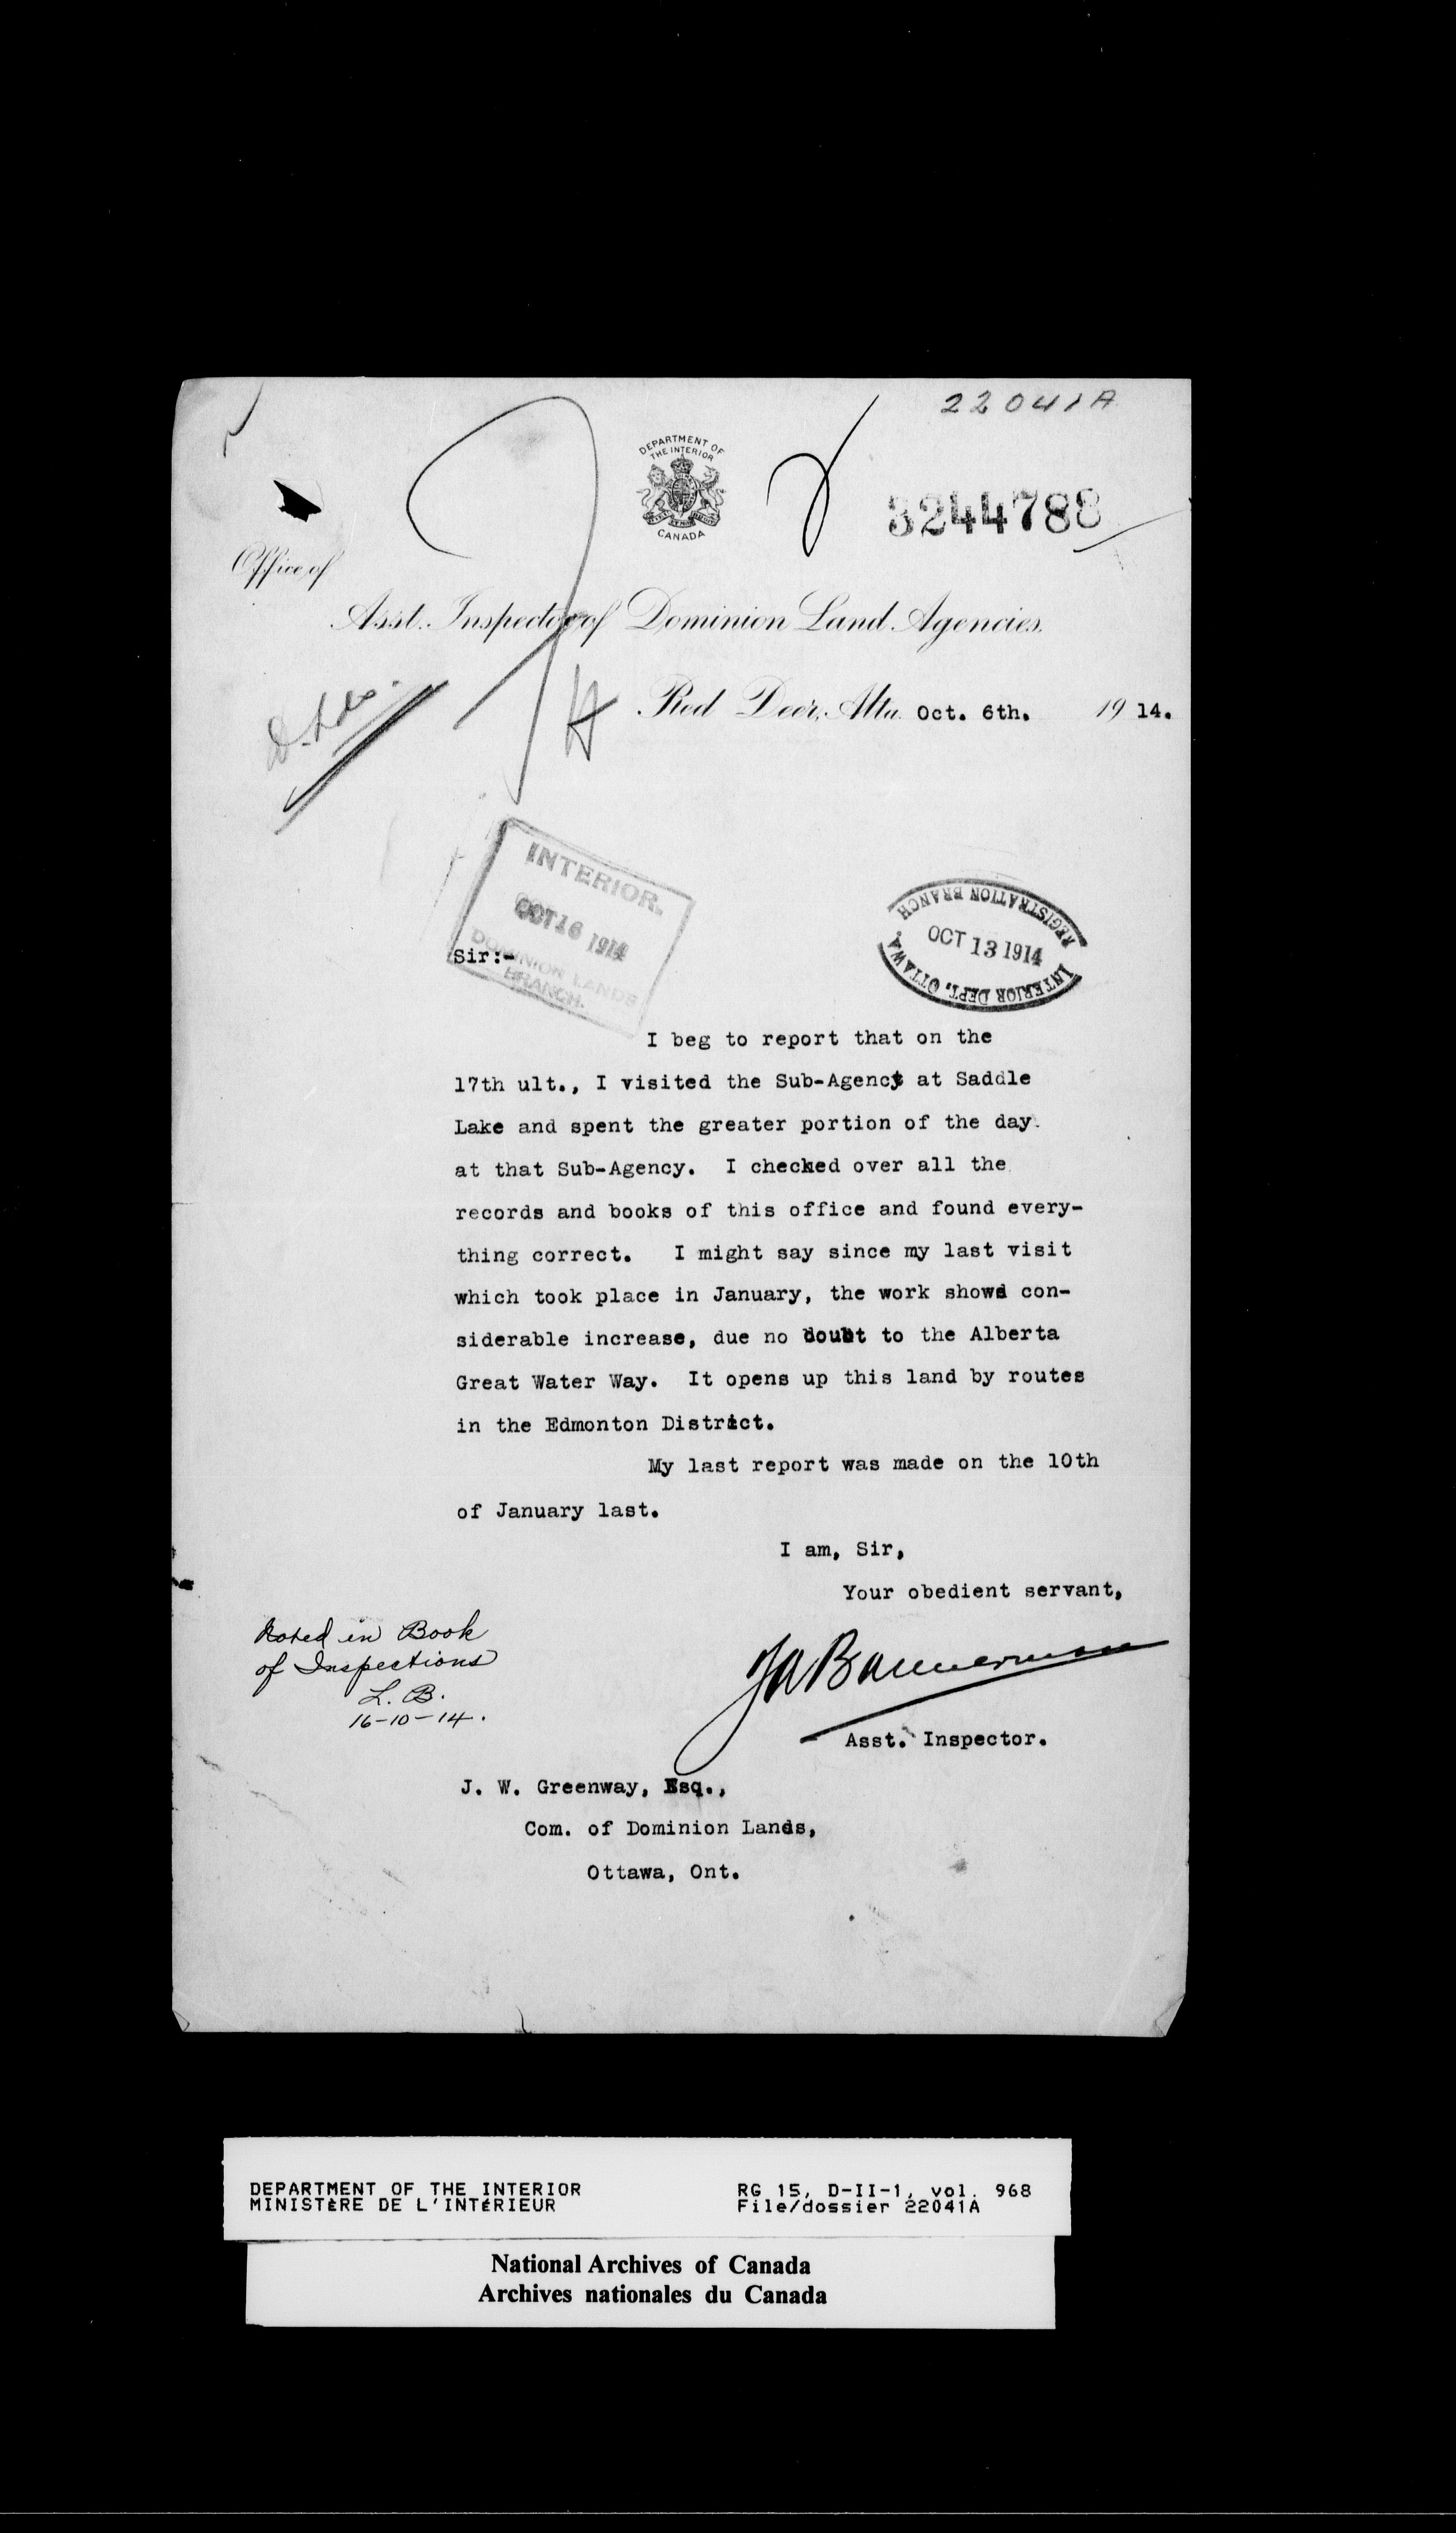 22041A
DEPARTMENT OF
THE INTERIOR
CANADA
3244788
Office of
Asst. Inspector of Dominion Land Agencies.
Red Deer, Alta. Oct. 6th. 1914.
INTERIOR.
OCT 16 1914
DOMINION LANDS
BRANCH.
REGISTRATION BRANCH
OCT 13 1914
INTERIOR DEPT. OTTAWA,
Sir:-
I beg to report that on the
17th ult., I visited the Sub-Agency at Saddle
Lake and spent the greater portion of the day
at that Sub-Agency. I checked over all the
records and books of this office and found every-
thing correct. I might say since my last visit
which took place in January, the work shows con-
siderable increase, due no doubt to the Alberta
Great Water Way. It opens up this land by routes
in the Edmonton District.
My last report was made on the 10th
of January last.
I am, Sir,
Your obedient servant,
Noted in Book
of Inspections
L. B.
16-10-14.
JA Bannerman
Asst. Inspector.
J. W. Greenway, Esq.,
Com. of Dominion Lands,
Ottawa, Ont.
DEPARTMENT OF THE INTERIOR RG 15, D-II-1, vol. 968
MINISTÈRE DE L'INTÉRIEUR File/dossier 22041A
National Archives of Canada
Archives nationales du Canada